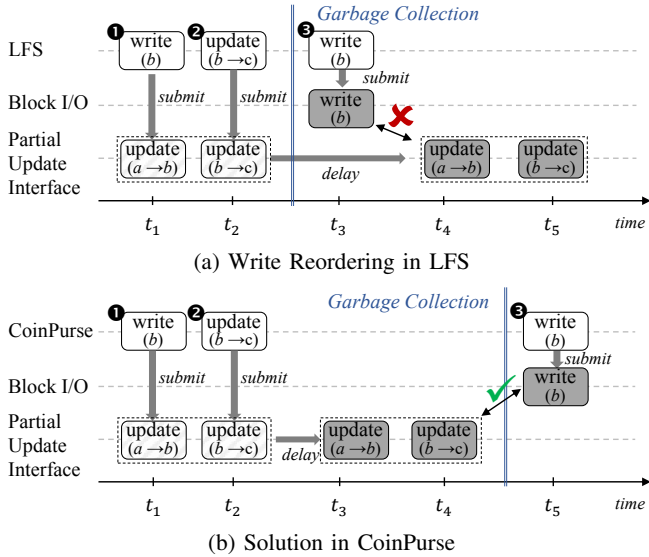 Garbage Collection
❶ write ❷ update ❸ write
LFS
(b) (b →c) (b)
submit submit submit
Block I/O write
(b)
Partial
Update
Interface
update update update update
(a →b) (b →c) (a →b) (b →c)
delay
t₁ t₂ t₃ t₄ t₅ time
(a) Write Reordering in LFS
Garbage Collection
❶ write ❷ update ❸ write
CoinPurse
(b) (b →c) (b)
submit submit submit
Block I/O write
(b)
Partial
Update
Interface
update update update update
(a →b) (b →c) (a →b) (b →c)
delay
t₁ t₂ t₃ t₄ t₅ time
(b) Solution in CoinPurse